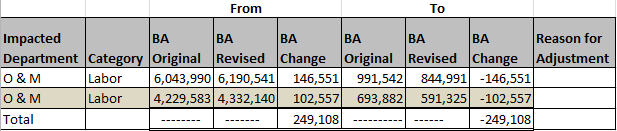 From To
Impacted Department Category BA Original BA Revised BA Change BA Original BA Revised BA Change Reason for Adjustment
O & M Labor 6,043,990 6,190,541 146,551 991,542 844,991 -146,551
O & M Labor 4,229,583 4,332,140 102,557 693,882 591,325 -102,557
Total -------- ------- 249,108 ---------- ------ -249,108